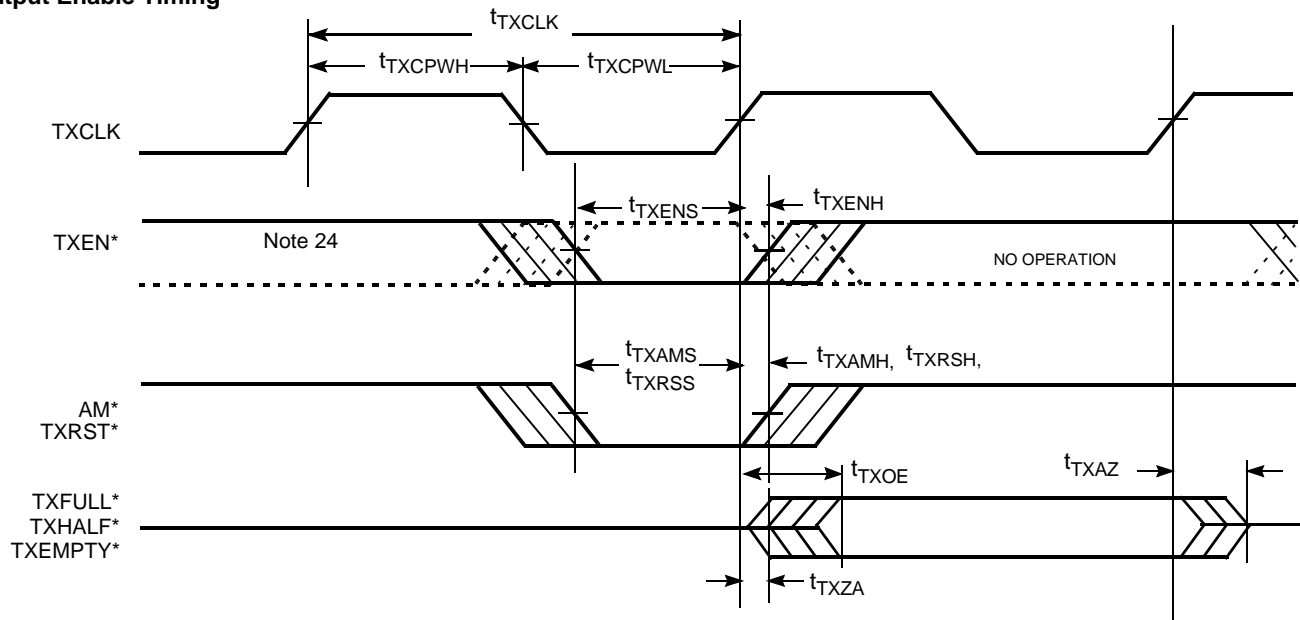 tput Enable Timing
tTXCLK
tTXCPWH tTXCPWL
TXCLK
tTXENS tTXENH
TXEN* Note 24 NO OPERATION
tTXAMS tTXAMH, tTXRSH,
tTXRSS
AM*
TXRST*
tTXOE tTXAZ
TXFULL*
TXHALF*
TXEMPTY*
tTXZA